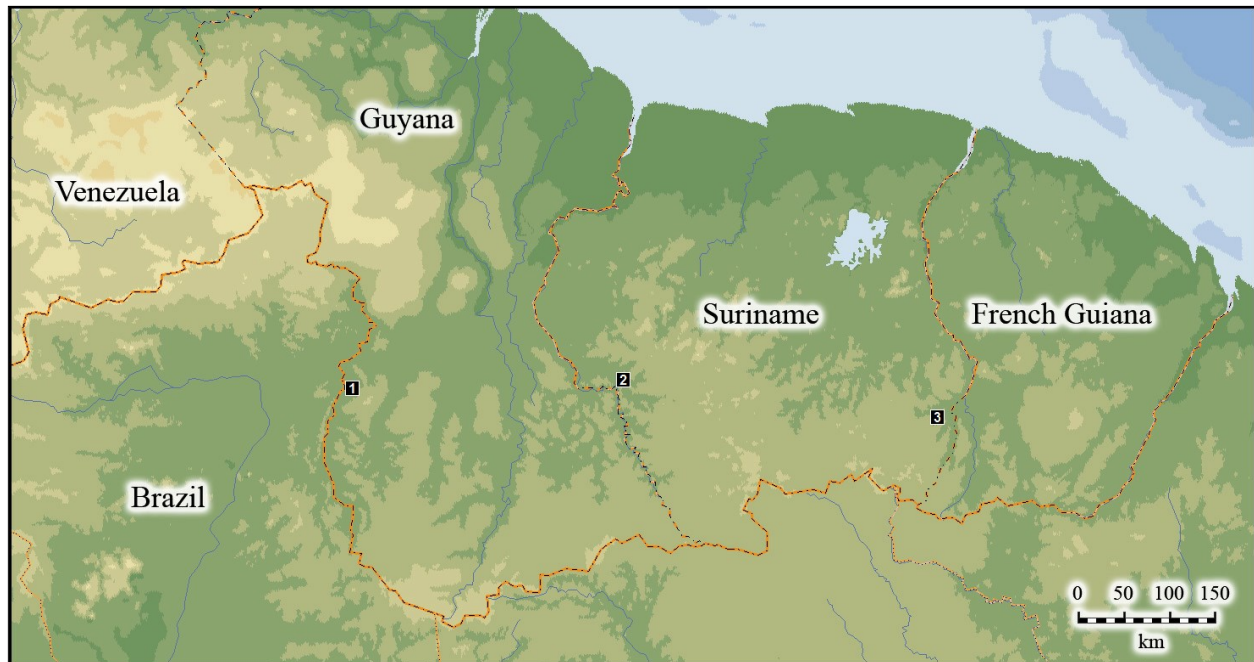 Guyana
Venezuela
Suriname
French Guiana
1
2
3
Brazil
0 50 100 150
km